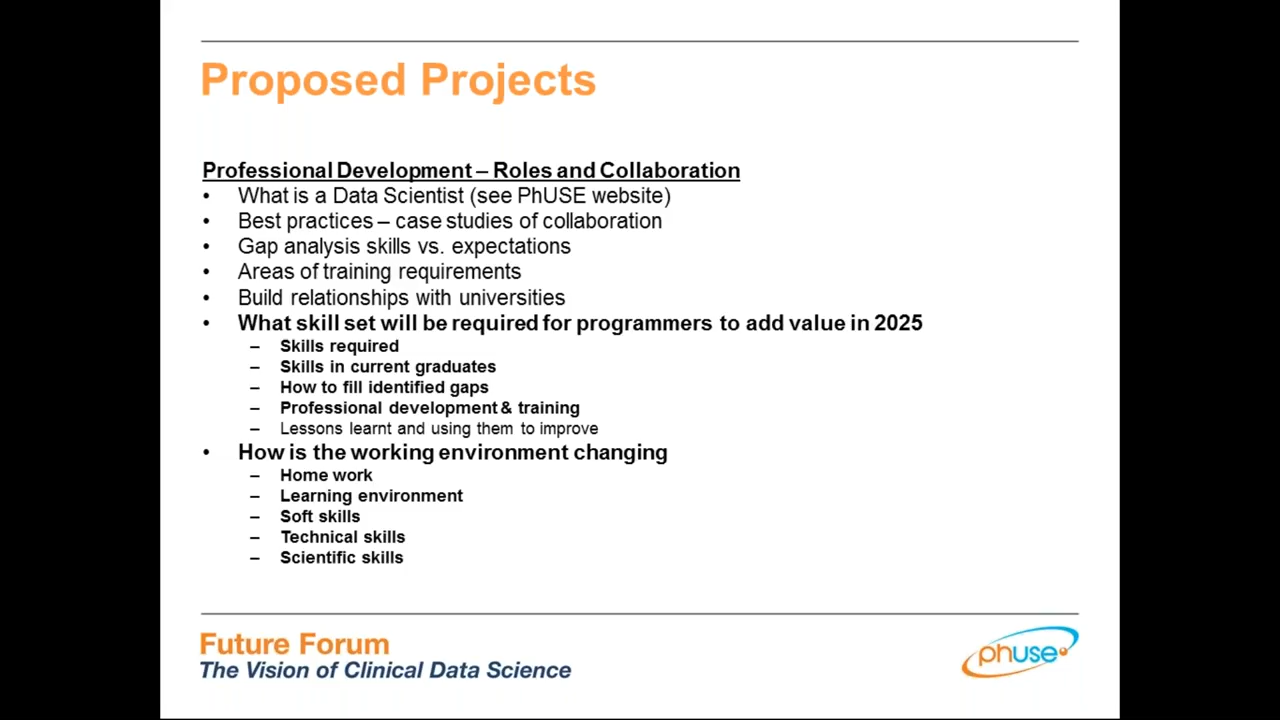 Proposed Projects
Professional Development – Roles and Collaboration
• What is a Data Scientist (see PhUSE website)
• Best practices – case studies of collaboration
• Gap analysis skills vs. expectations
• Areas of training requirements
• Build relationships with universities
• What skill set will be required for programmers to add value in 2025
– Skills required
– Skills in current graduates
– How to fill identified gaps
– Professional development & training
– Lessons learnt and using them to improve
• How is the working environment changing
– Home work
– Learning environment
– Soft skills
– Technical skills
– Scientific skills
Future Forum
The Vision of Clinical Data Science
phuse